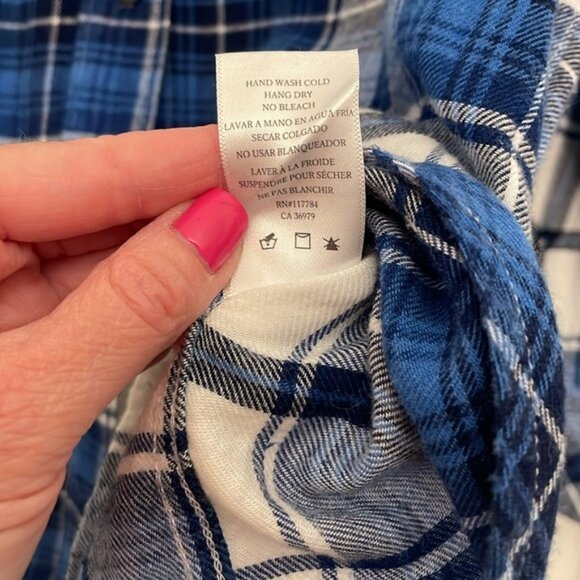 HAND WASH COLD
HANG DRY
NO BLEACH
LAVAR A MANO EN AGUA FRIA
SECAR COLGADO
NO USAR BLANQUEADOR
LAVER À LA FROIDE
SUSPENDRE POUR SÉCHER
NE PAS BLANCHIR
RN#117784
CA 36979